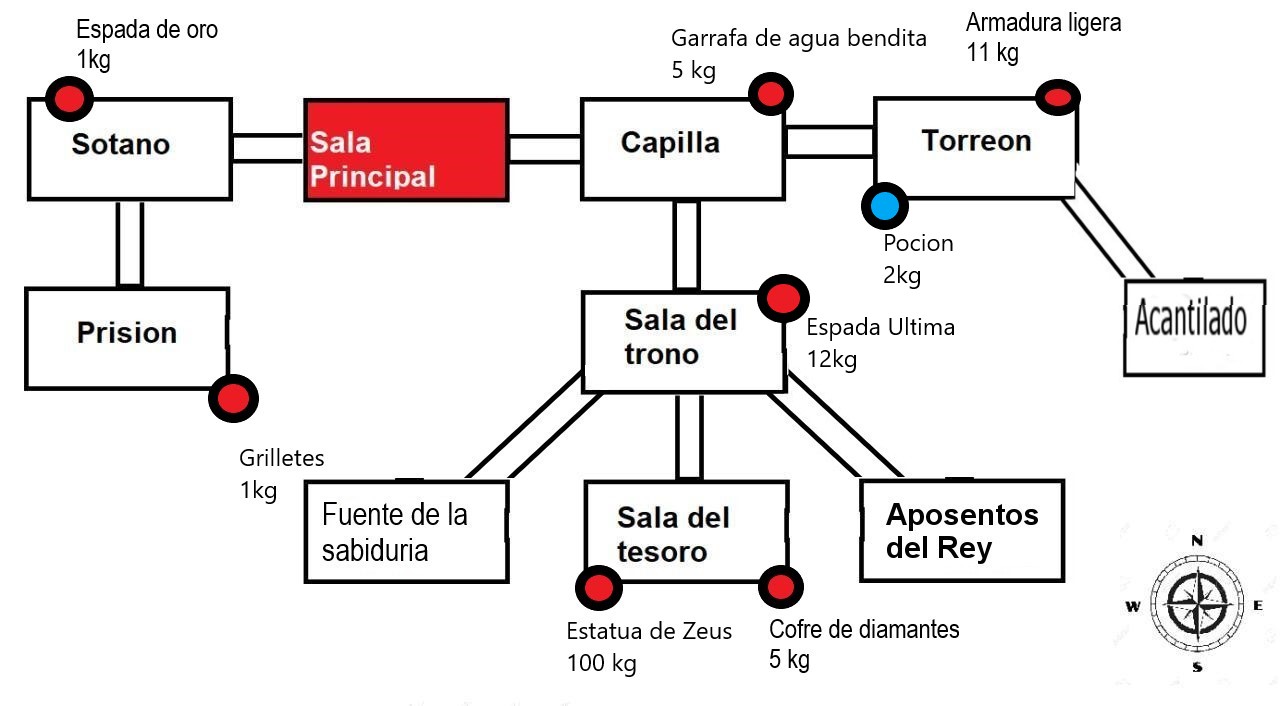 Espada de oro
1kg
Garrafa de agua bendita
5 kg
Armadura ligera
11 kg
Sotano
Sala
Principal
Capilla
Torreon
Pocion
2kg
Prision
Sala del
trono
Espada Ultima
12kg
Acantilado
Grilletes
1kg
Fuente de la
sabiduria
Sala del
tesoro
Aposentos
del Rey
Estatua de Zeus
100 kg
Cofre de diamantes
5 kg
N
W
E
S